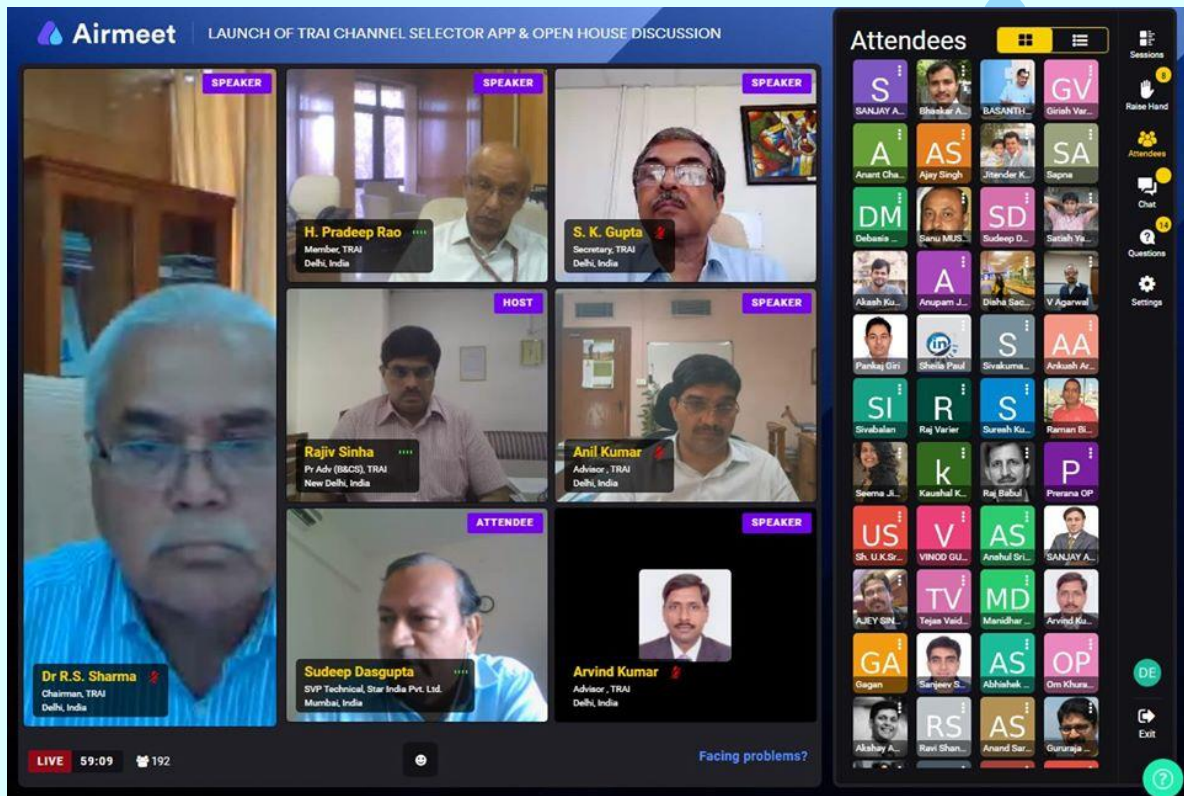 Airmeet
LAUNCH OF TRAI CHANNEL SELECTOR APP & OPEN HOUSE DISCUSSION
SPEAKER
Dr R.S. Sharma
Chairman, TRAI
Delhi, India
SPEAKER
H. Pradeep Rao
Member, TRAI
Delhi, India
SPEAKER
S. K. Gupta
Secretary, TRAI
Delhi, India
HOST
Rajiv Sinha
Pr Adv (B&CS), TRAI
New Delhi, India
SPEAKER
Anil Kumar
Advisor , TRAI
Delhi, India
ATTENDEE
Sudeep Dasgupta
SVP Technical, Star India Pvt. Ltd.
Mumbai, India
SPEAKER
Arvind Kumar
Advisor , TRAI
Delhi, India
LIVE 59:09 192
Facing problems?
Attendees
S
SANJAY A...
Bhaskar A...
BASANTH...
GV
Girish Var...
A
Anant Cha...
AS
Ajay Singh
Jitender K...
SA
Sapna
DM
Debasis ...
Sanu MUS...
SD
Sudeep D...
Satish Ya...
Akash Ku...
A
Anupam J...
Disha Sac...
V Agarwal
Pankaj Giri
in
Sheila Paul
S
Sivakuma...
AA
Ankush Ar...
SI
Sivabalan
R
Raj Varier
S
Suresh Ku...
Raman Bi...
Seema Ji...
k
Kaushal K...
Raj Babul
P
Prerana OP
US
Sh. U.K.Sr...
V
VINOD GU...
AS
Anshul Sri...
SANJAY A...
AJEY SIN...
TV
Tejas Vaid...
MD
Manidhar ...
Arvind Ku...
GA
Gagan
Sanjeev S...
AS
Abhishek ...
OP
Om Khura...
Akshay A...
RS
Ravi Shan...
AS
Anand Sar...
Gururaja ...
Sessions
8
Raise Hand
Attendees
Chat
14
Questions
Settings
DE
Exit
?